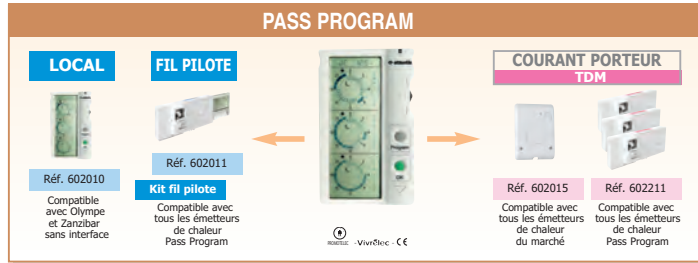 PASS PROGRAM
LOCAL
FIL PILOTE
COURANT PORTEUR
TDM
Réf. 602010
Compatible
avec Olympe
et Zanzibar
sans interface
Réf. 602011
Kit fil pilote
Compatible avec
tous les émetteurs
de chaleur
Pass Program
Program
PROMOTELEC - Vivrélec - CE
Réf. 602015
Compatible avec
tous les émetteurs
de chaleur
du marché
Réf. 602211
Compatible avec
tous les émetteurs
de chaleur
Pass Program